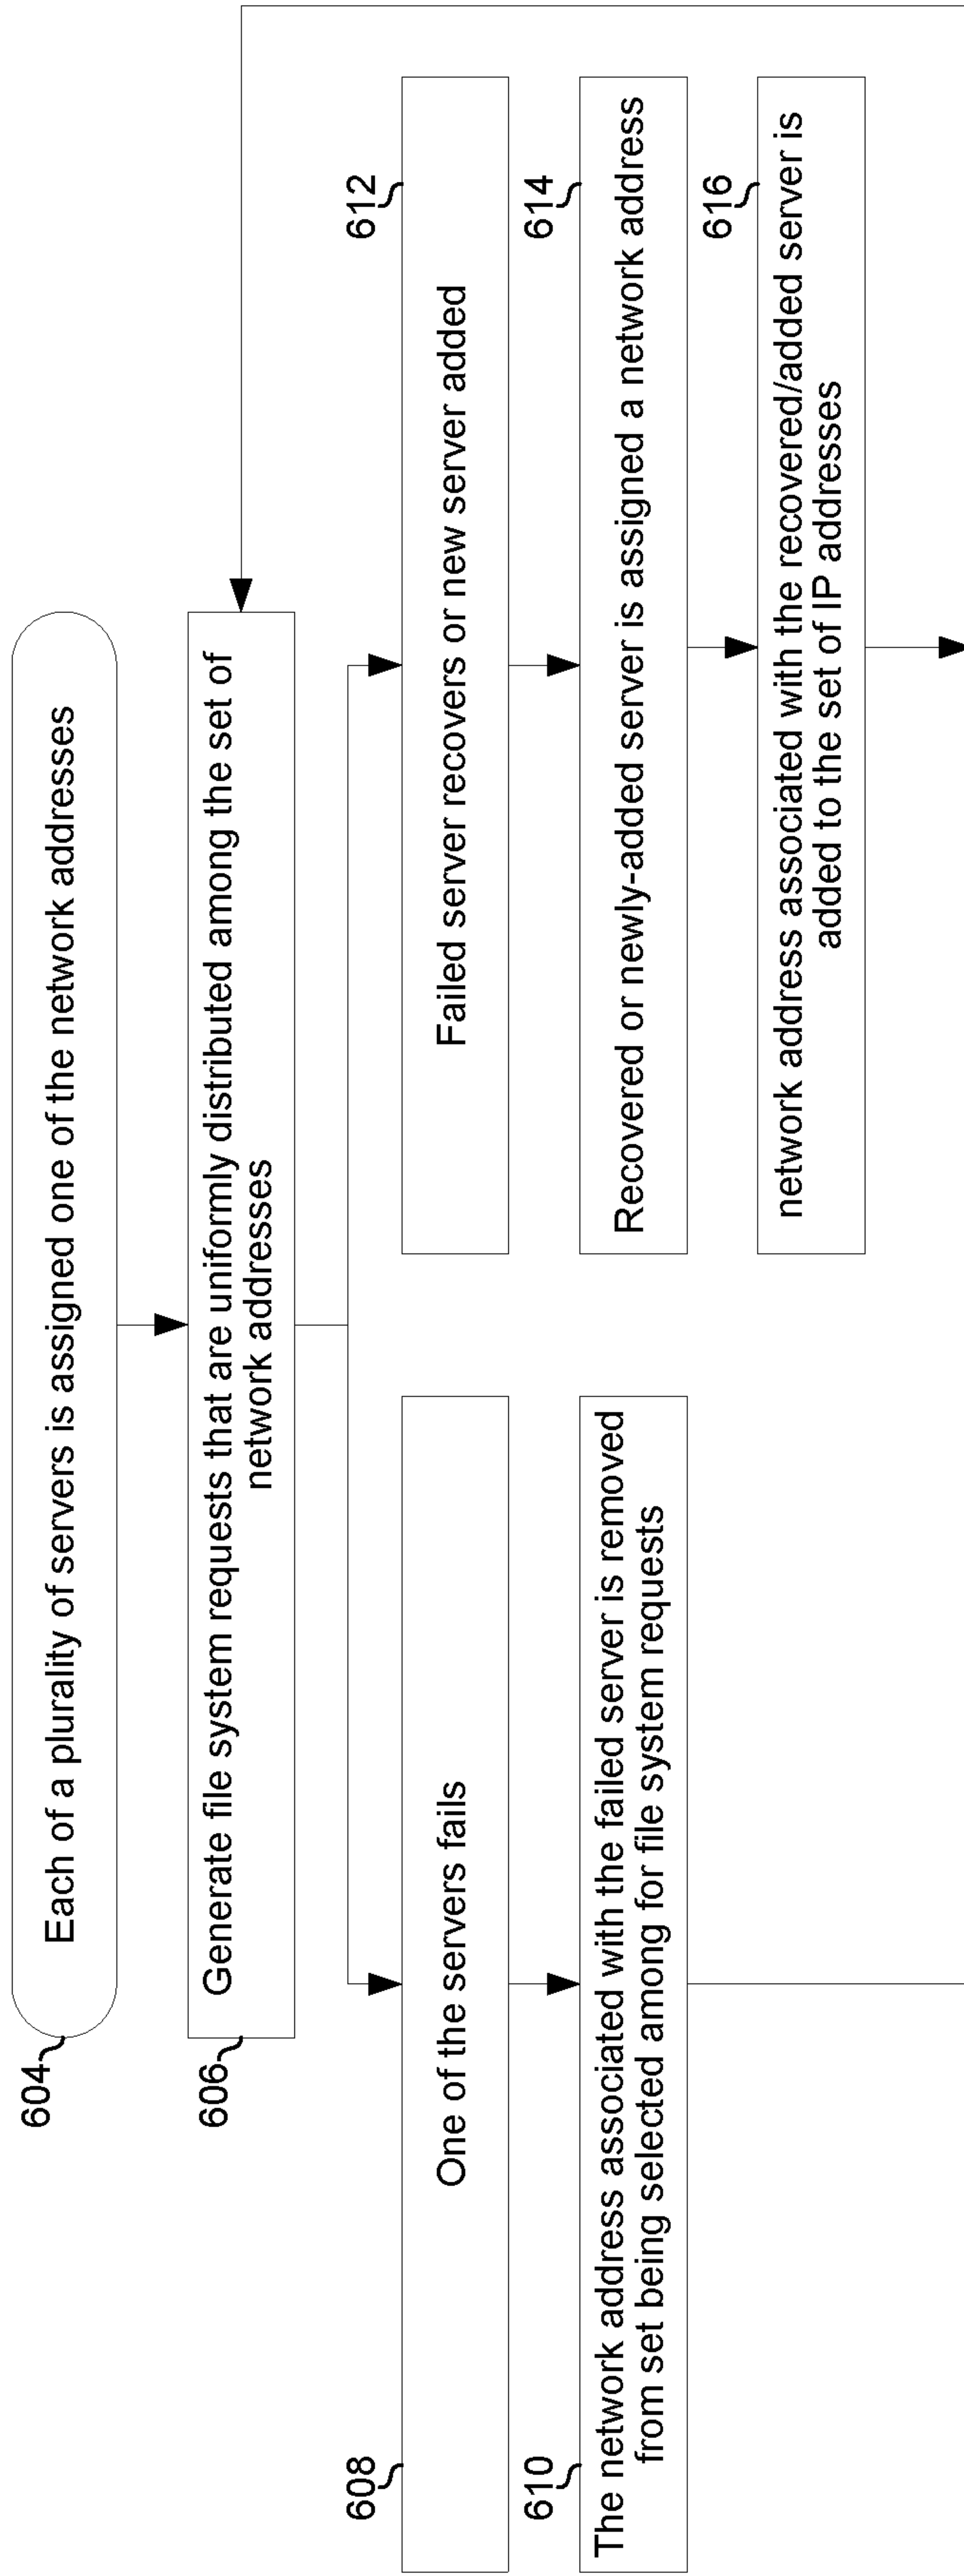 604
Each of a plurality of servers is assigned one of the network addresses
606
Generate file system requests that are uniformly distributed among the set of
network addresses
608
One of the servers fails
610
The network address associated with the failed server is removed
from set being selected among for file system requests
612
Failed server recovers or new server added
614
Recovered or newly-added server is assigned a network address
616
network address associated with the recovered/added server is
added to the set of IP addresses